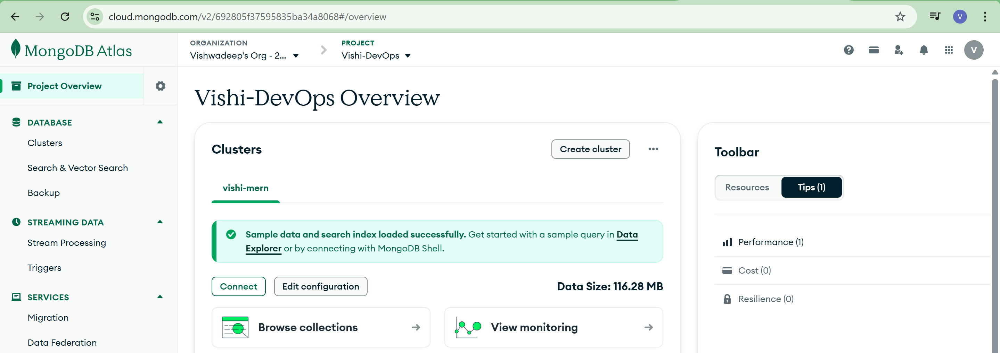 cloud.mongodb.com/v2/692805f37595835ba34a8068#/overview
V
MongoDB Atlas
ORGANIZATION
Vishwadeep's Org - 2...
PROJECT
Vishi-DevOps
V
Project Overview
DATABASE
Clusters
Search & Vector Search
Backup
STREAMING DATA
Stream Processing
Triggers
SERVICES
Migration
Data Federation
Vishi-DevOps Overview
Clusters
Create cluster
vishi-mern
Sample data and search index loaded successfully. Get started with a sample query in Data
Explorer or by connecting with MongoDB Shell.
Connect
Edit configuration
Data Size: 116.28 MB
Browse collections
View monitoring
Toolbar
Resources
Tips (1)
Performance (1)
Cost (0)
Resilience (0)